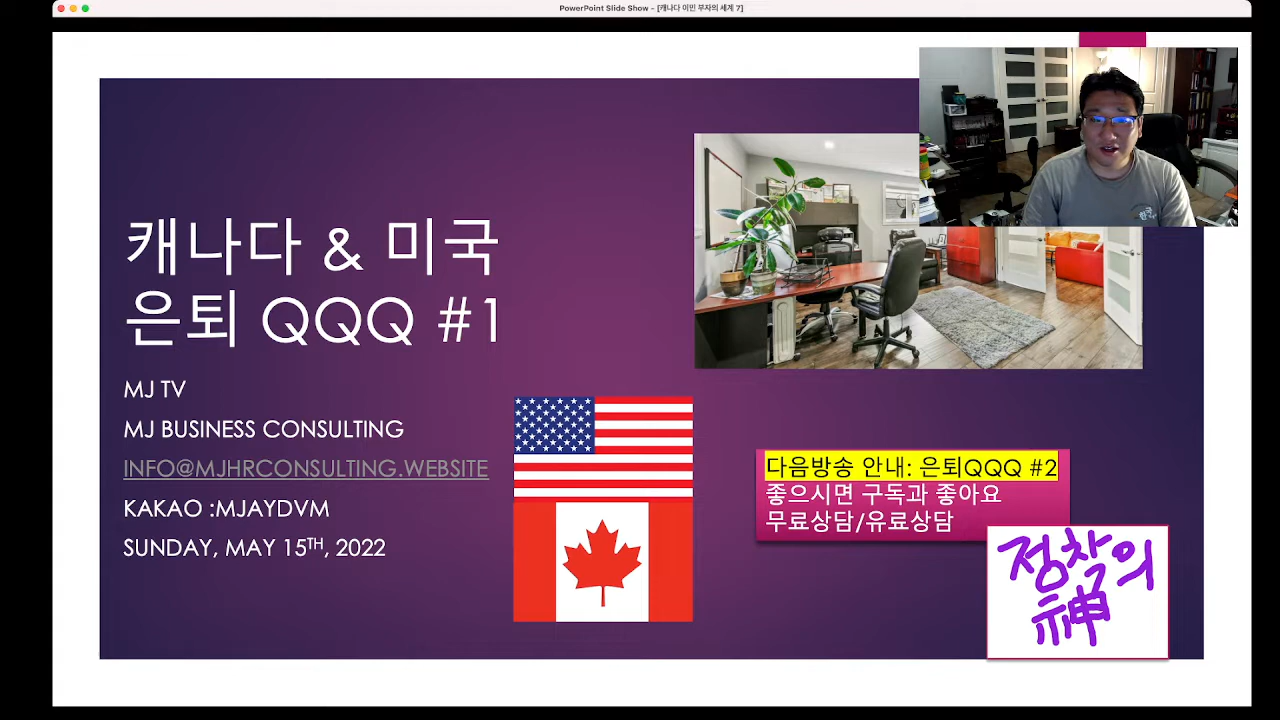 PowerPoint Slide Show - [캐나다 이민 부자의 세계 7]
캐나다 & 미국
은퇴 QQQ #1
MJ TV
MJ BUSINESS CONSULTING
INFO@MJHRCONSULTING.WEBSITE
KAKAO :MJAYDVM
SUNDAY, MAY 15TH, 2022
다음방송 안내: 은퇴QQQ #2
좋으시면 구독과 좋아요
무료상담/유료상담
정착의
神